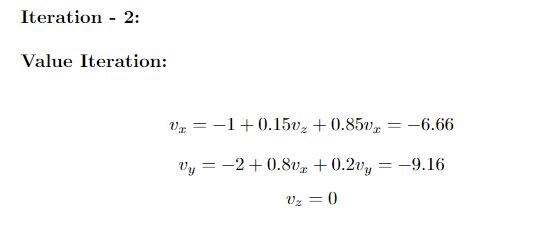 Iteration - 2:
Value Iteration:
v_x = −1 + 0.15v_z + 0.85v_x = −6.66
v_y = −2 + 0.8v_x + 0.2v_y = −9.16
v_z = 0